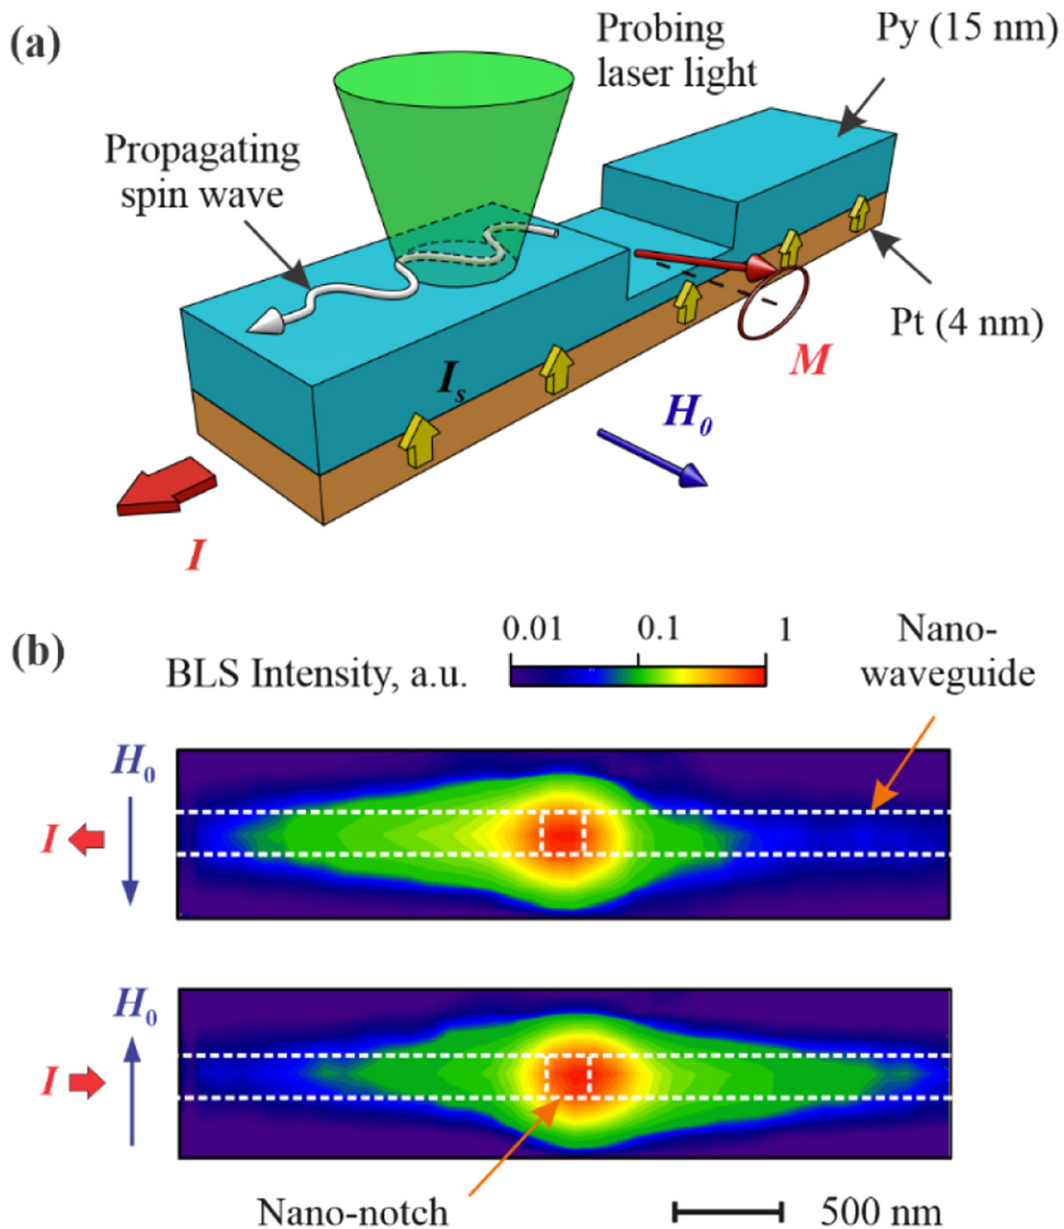 (a)
Probing
laser light
Py (15 nm)
Propagating
spin wave
Pt (4 nm)
M
I_s
H_0
I
(b)
BLS Intensity, a.u.
0.01 0.1 1
Nano-
waveguide
H_0
I
H_0
I
Nano-notch
500 nm